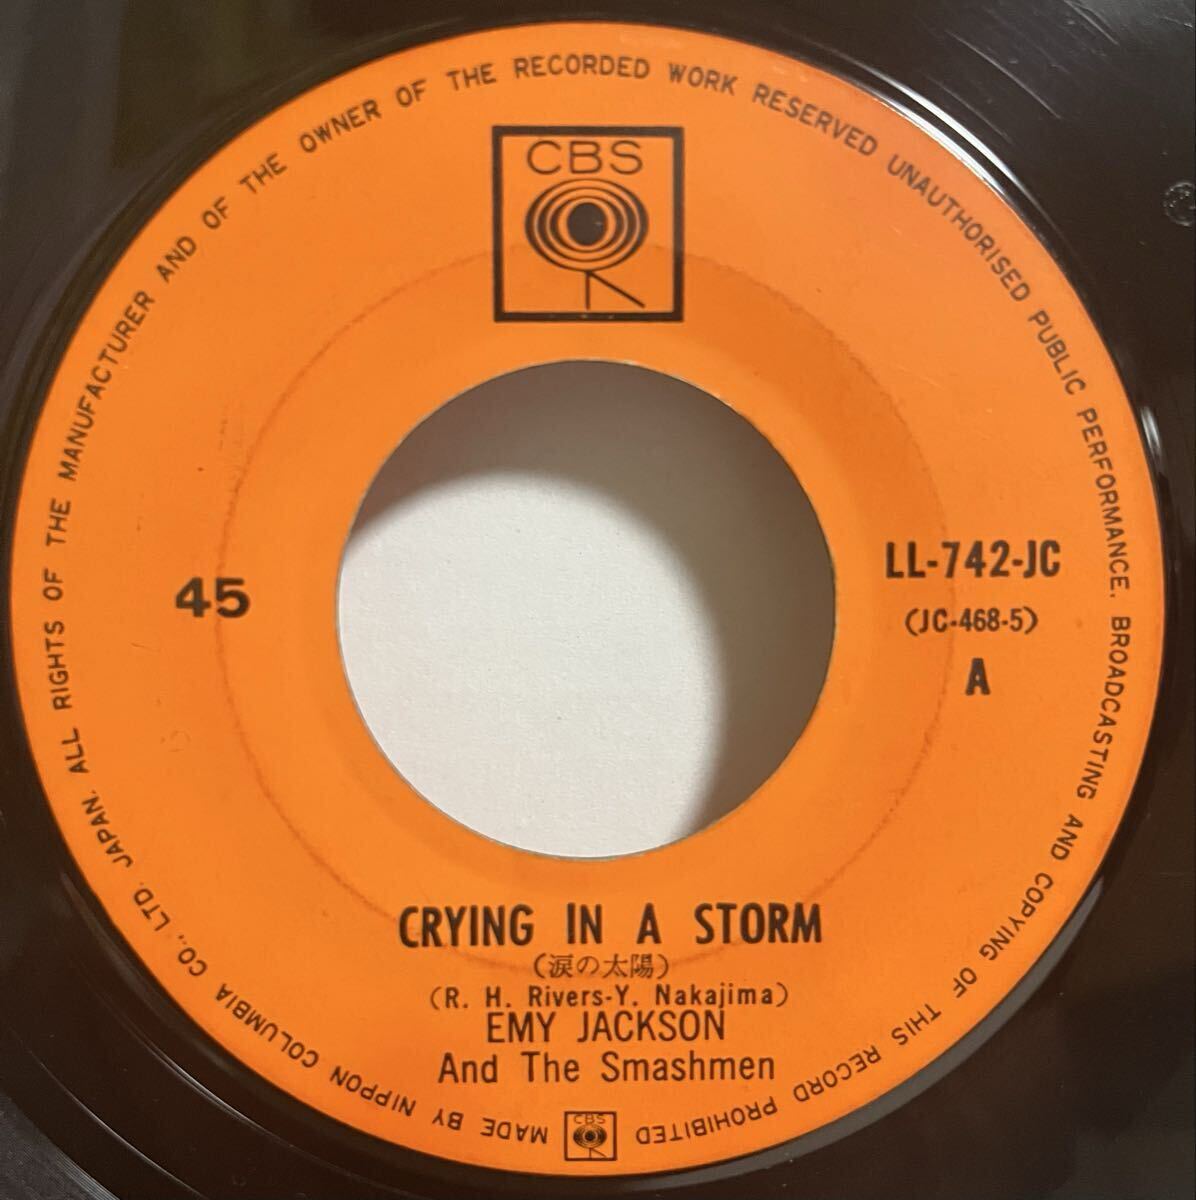 ALL RIGHTS OF THE MANUFACTURER AND OF THE OWNER OF THE RECORDED WORK RESERVED UNAUTHORISED PUBLIC PERFORMANCE, BROADCASTING AND COPYING OF THIS RECORD PROHIBITED
CBS
45
LL-742-JC
(JC-468-5)
A
CRYING IN A STORM
(涙の太陽)
(R. H. Rivers-Y. Nakajima)
EMY JACKSON
And The Smashmen
CBS
MADE BY NIPPON COLUMBIA CO., LTD. JAPAN.